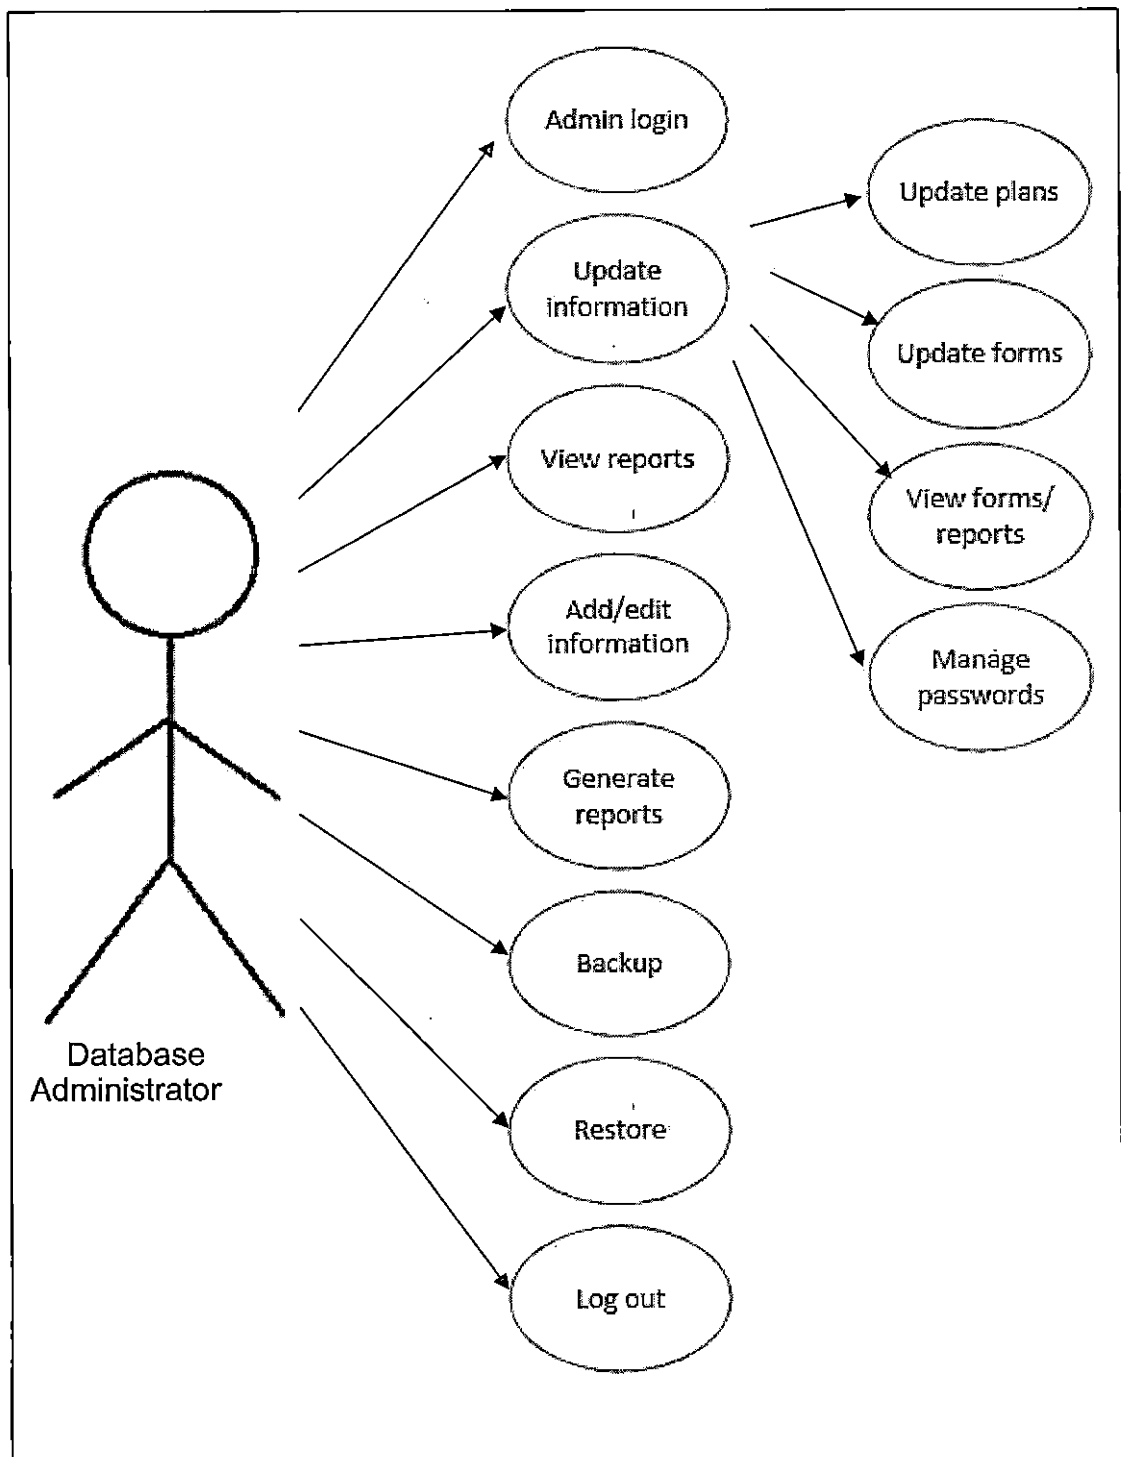 Admin login
Update
information
View reports
Add/edit
information
Generate
reports
Backup
Restore
Log out
Update plans
Update forms
View forms/
reports
Manage
passwords
Database
Administrator